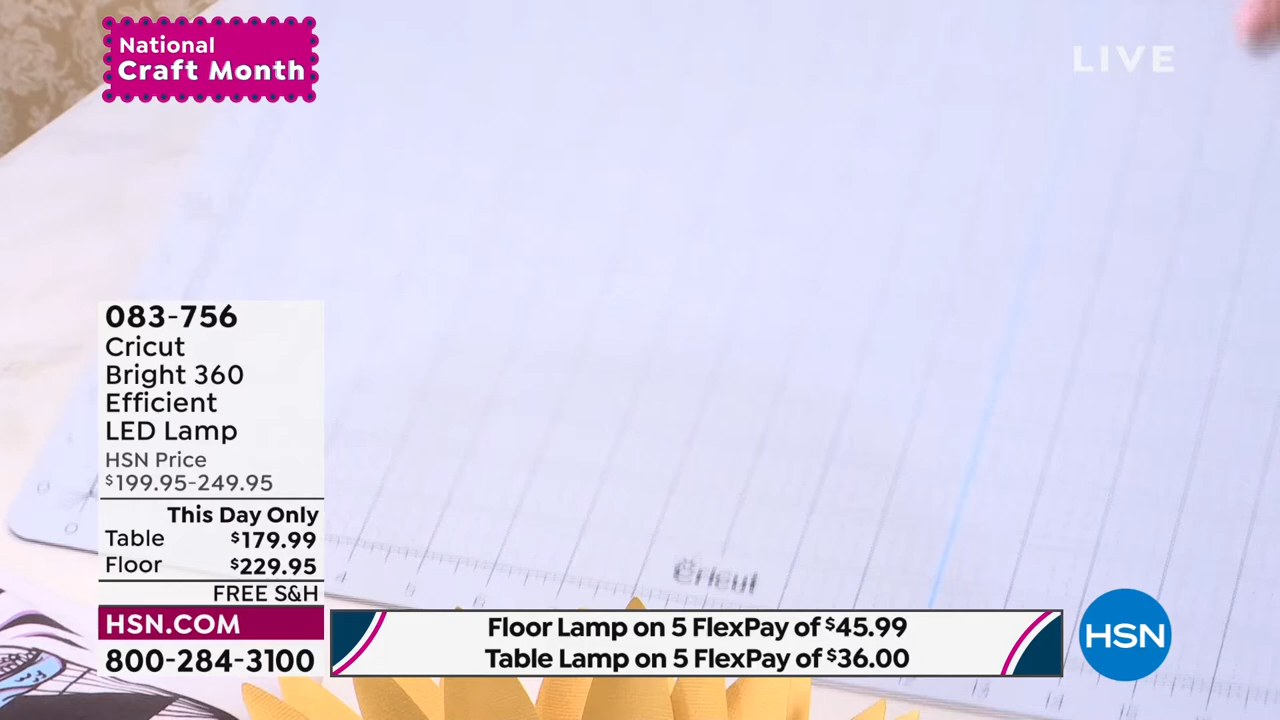 National
Craft Month
LIVE
083-756
Cricut
Bright 360
Efficient
LED Lamp
HSN Price
$199.95-249.95
This Day Only
Table $179.99
Floor $229.95
FREE S&H
HSN.COM
800-284-3100
Floor Lamp on 5 FlexPay of $45.99
Table Lamp on 5 FlexPay of $36.00
HSN
cricut